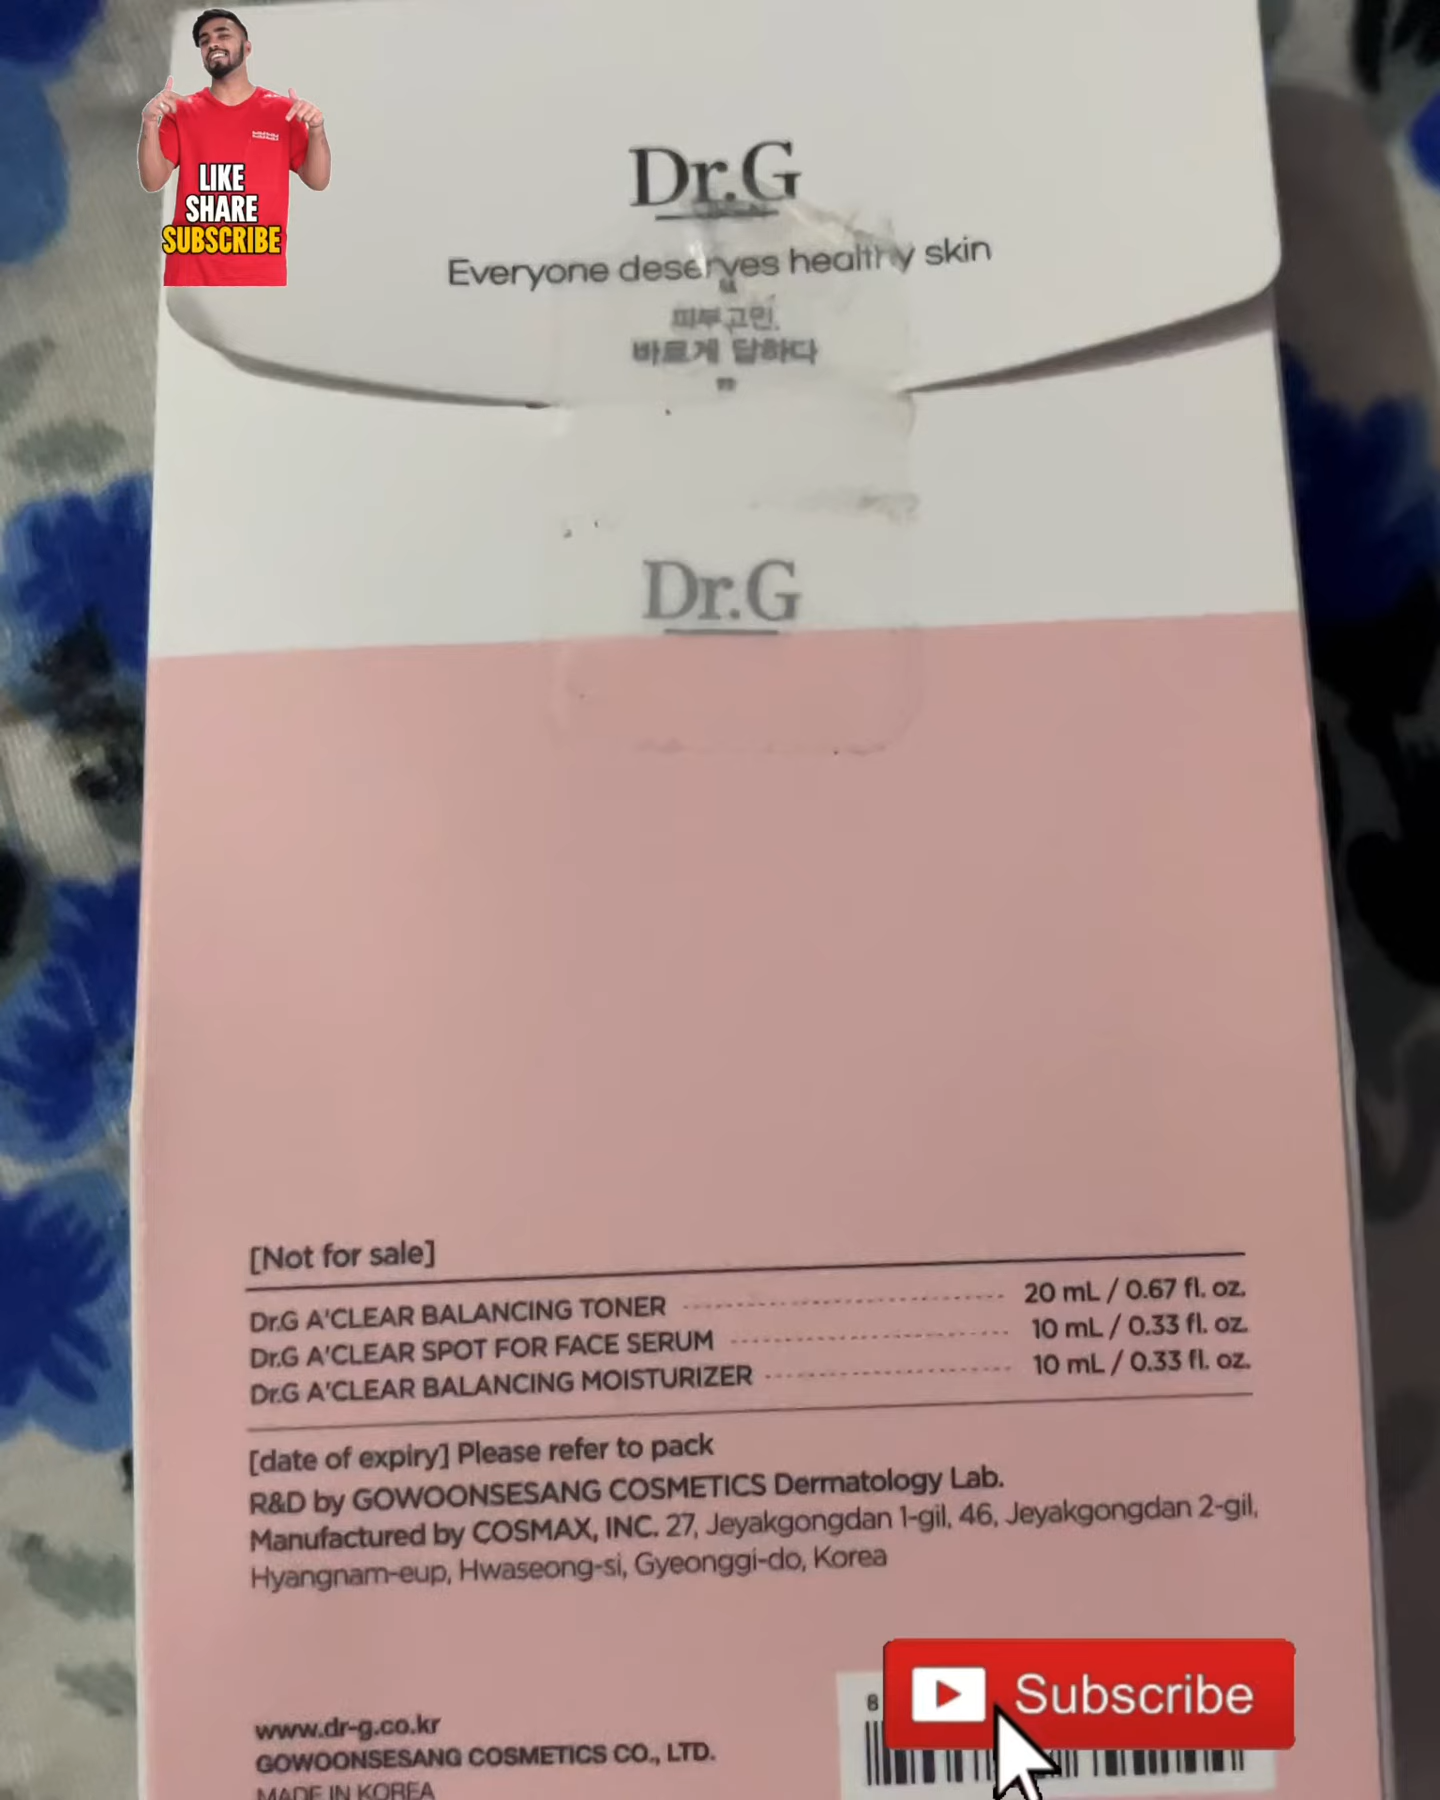 LIKE
SHARE
SUBSCRIBE
Dr.G
Everyone deserves healthy skin
“
피부고민,
바르게 답하다
”
Dr.G
[Not for sale]
Dr.G A'CLEAR BALANCING TONER 20 mL / 0.67 fl. oz.
Dr.G A'CLEAR SPOT FOR FACE SERUM 10 mL / 0.33 fl. oz.
Dr.G A'CLEAR BALANCING MOISTURIZER 10 mL / 0.33 fl. oz.
[date of expiry] Please refer to pack
R&D by GOWOONSESANG COSMETICS Dermatology Lab.
Manufactured by COSMAX, INC. 27, Jeyakgongdan 1-gil, 46, Jeyakgongdan 2-gil,
Hyangnam-eup, Hwaseong-si, Gyeonggi-do, Korea
www.dr-g.co.kr
GOWOONSESANG COSMETICS CO., LTD.
MADE IN KOREA
8
Subscribe